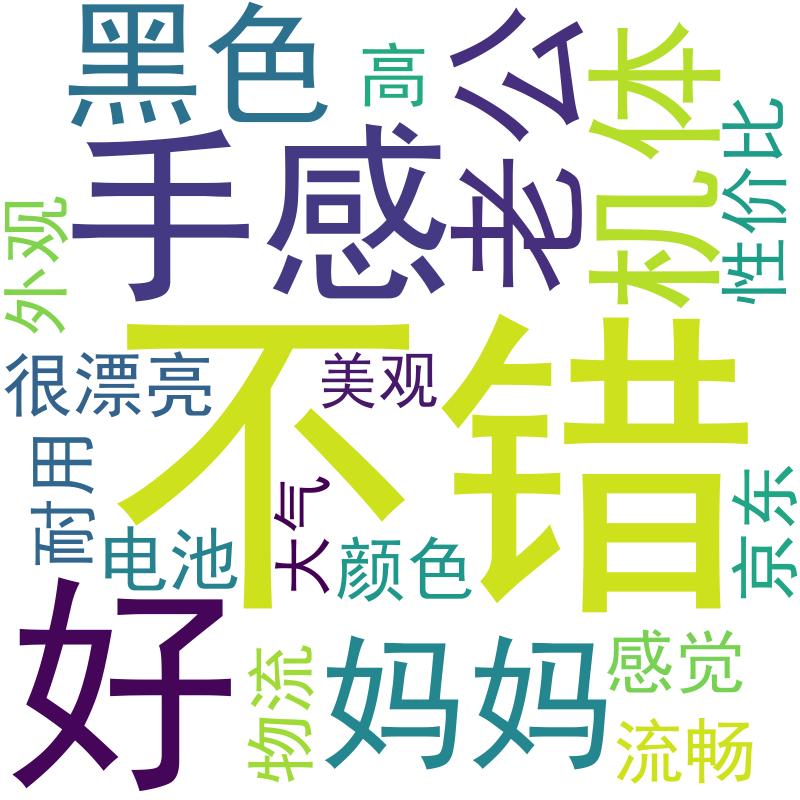 黑色
高
老公
机体
性价比
手感
外观
不错
很漂亮
美观
耐用
电池
大气
颜色
京东
好
物流
妈妈
感觉
流畅